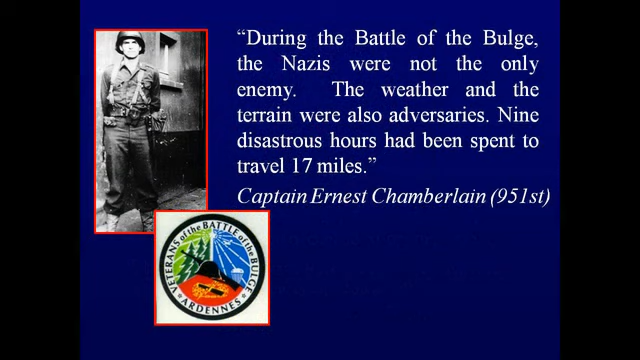 “During the Battle of the Bulge,
the Nazis were not the only
enemy. The weather and the
terrain were also adversaries. Nine
disastrous hours had been spent to
travel 17 miles.”
Captain Ernest Chamberlain (951st)
VETERANS of the BATTLE of the BULGE
ARDENNES